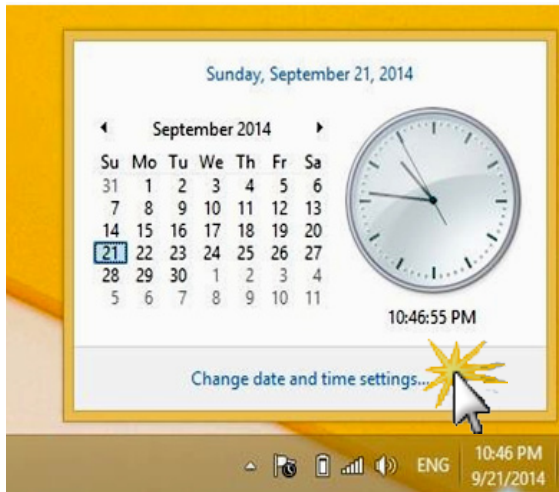 Sunday, September 21, 2014
September 2014
Su Mo Tu We Th Fr Sa
31 1 2 3 4 5 6
7 8 9 10 11 12 13
14 15 16 17 18 19 20
21 22 23 24 25 26 27
28 29 30 1 2 3 4
5 6 7 8 9 10 11
10:46:55 PM
Change date and time settings...
ENG
10:46 PM
9/21/2014